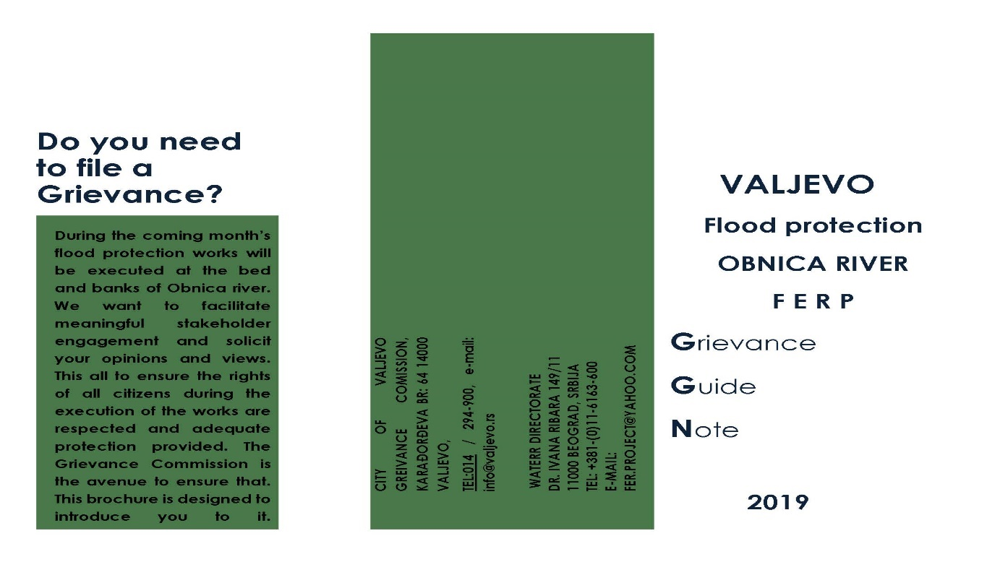 Do you need
to file a
Grievance?
During the coming month's
flood protection works will
be executed at the bed
and banks of Obnica river.
We want to facilitate
meaningful stakeholder
engagement and solicit
your opinions and views.
This all to ensure the rights
of all citizens during the
execution of the works are
respected and adequate
protection provided. The
Grievance Commission is
the avenue to ensure that.
This brochure is designed to
introduce you to it.
CITY OF VALJEVO
GREIVANCE COMISSION,
KARAĐORĐEVA BR: 64 14000
VALJEVO,
TEL:014 / 294-900, e-mail:
info@valjevo.rs
WATERR DIRECTORATE
DR. IVANA RIBARA 149/11
11000 BEOGRAD, SRBIJA
TEL: +381-(0)11-6163-600
E-MAIL:
FER.PROJECT@YAHOO.COM
VALJEVO
Flood protection
OBNICA RIVER
F E R P
Grievance
Guide
Note
2019